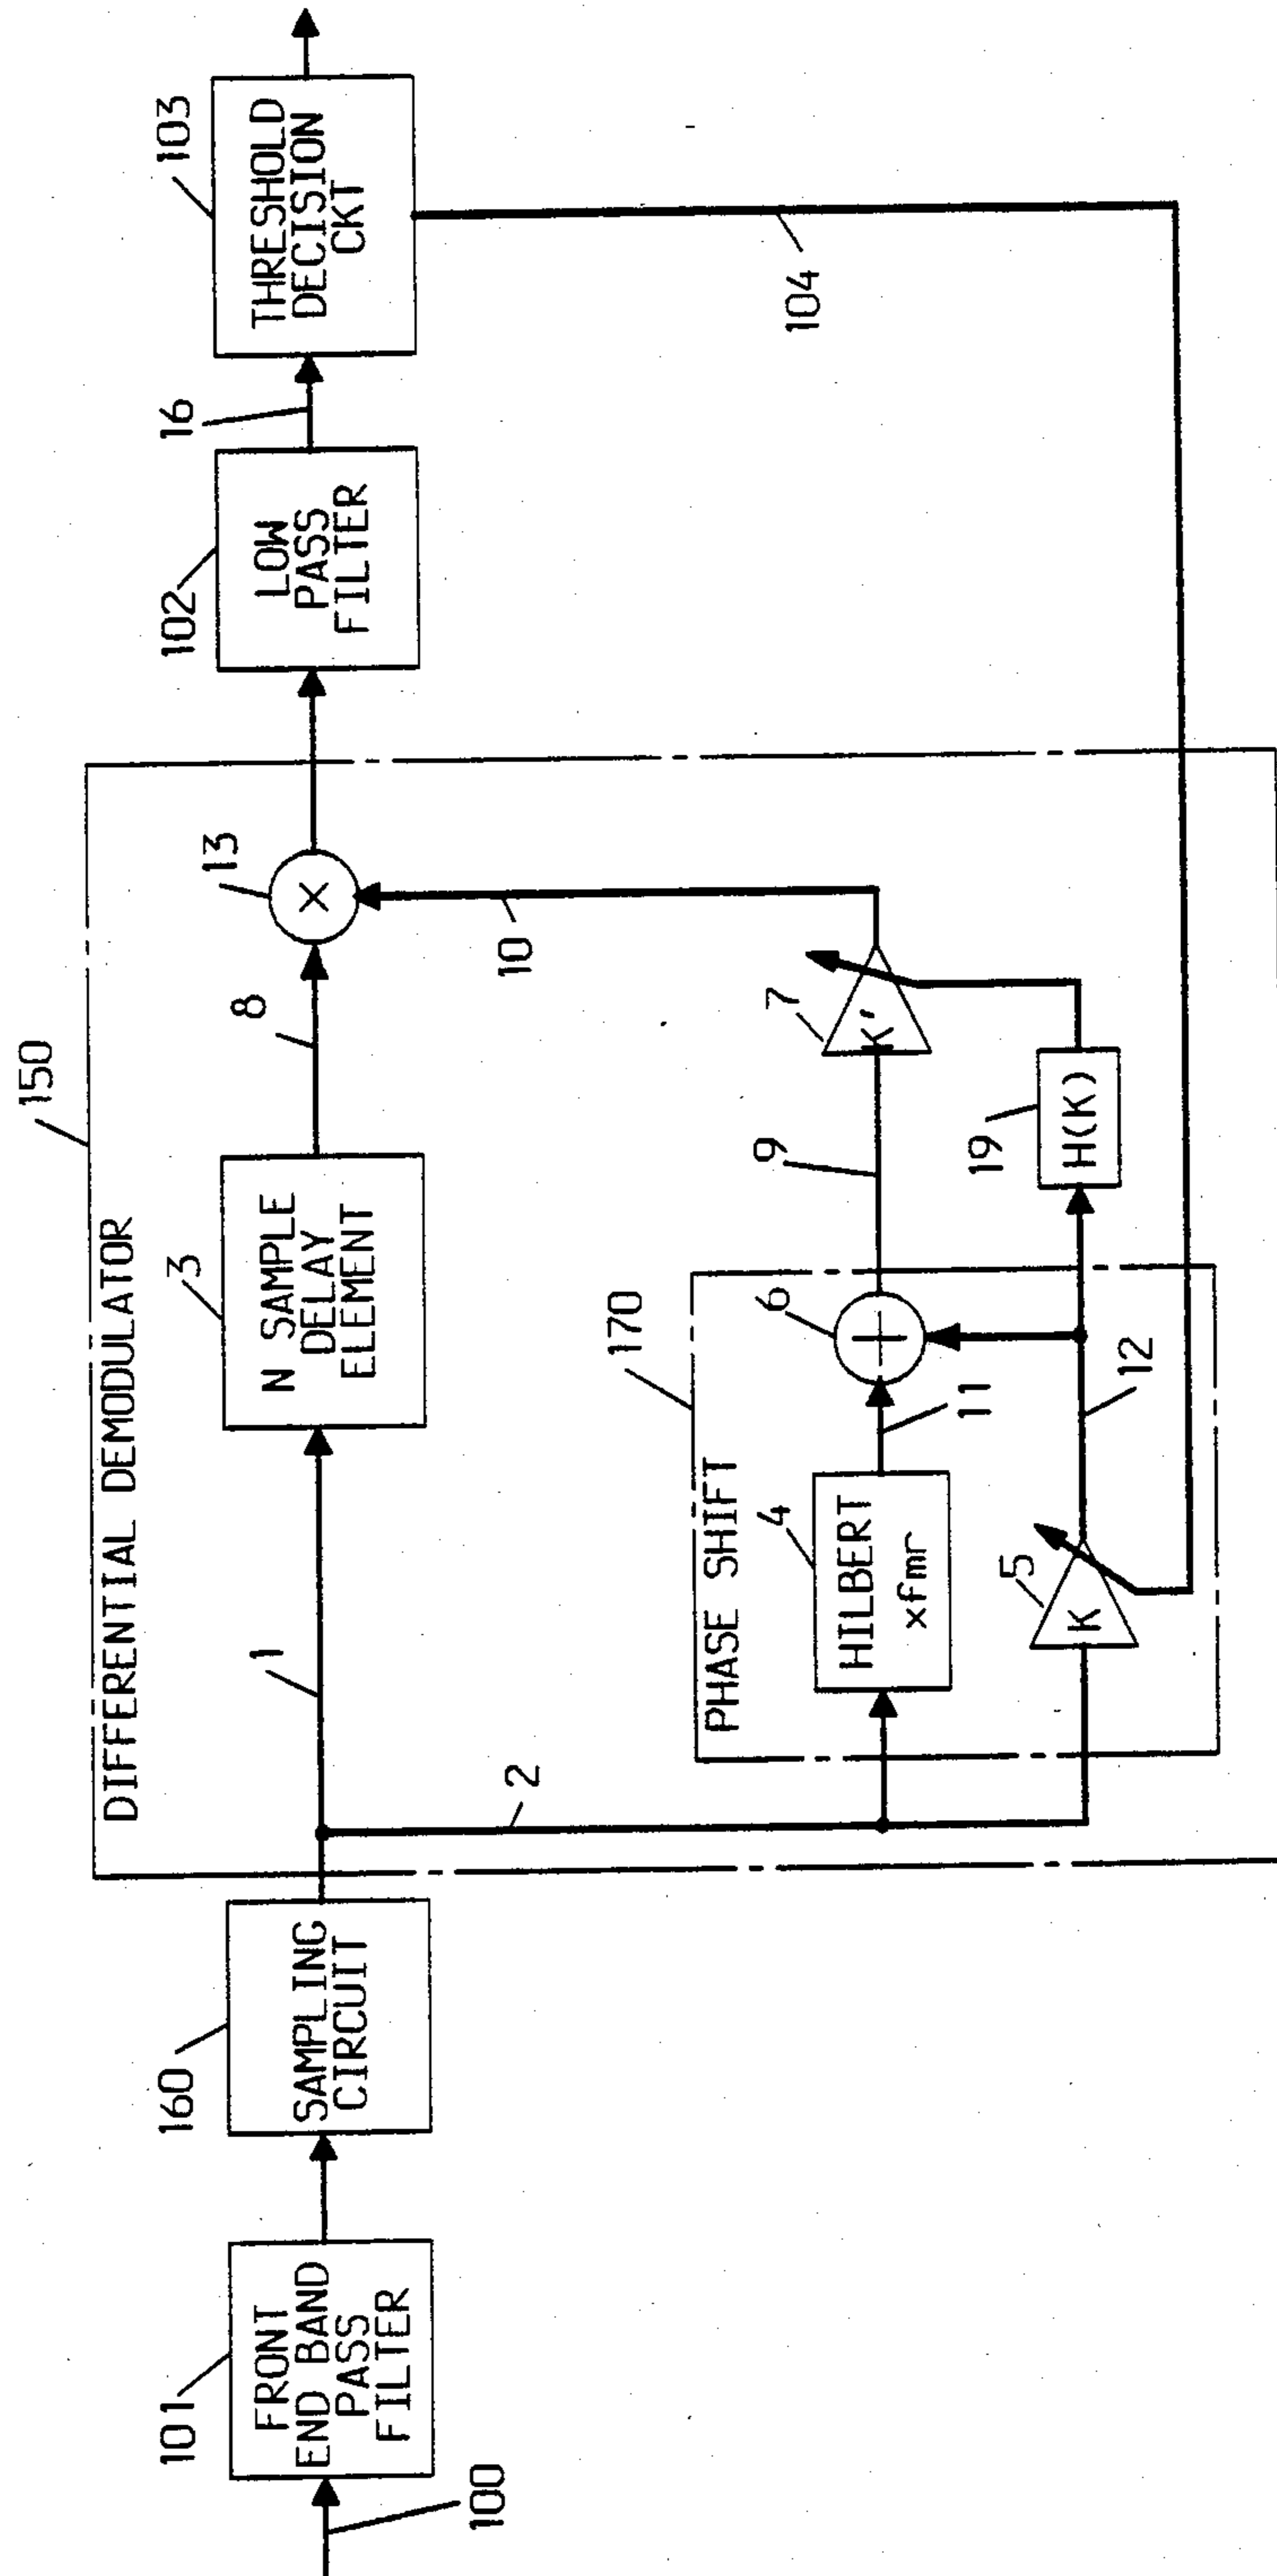 DIFFERENTIAL DEMODULATOR
150
100
101
FRONT
END BAND
PASS
FILTER
160
SAMPLING
CIRCUIT
1
2
3
N SAMPLE
DELAY
ELEMENT
8
13
×
102
LOW
PASS
FILTER
16
103
THRESHOLD
DECISION
CKT
104
PHASE SHIFT
170
4
HILBERT
xfmr
11
6
+
9
7
K'
10
5
K
12
19
H(K)